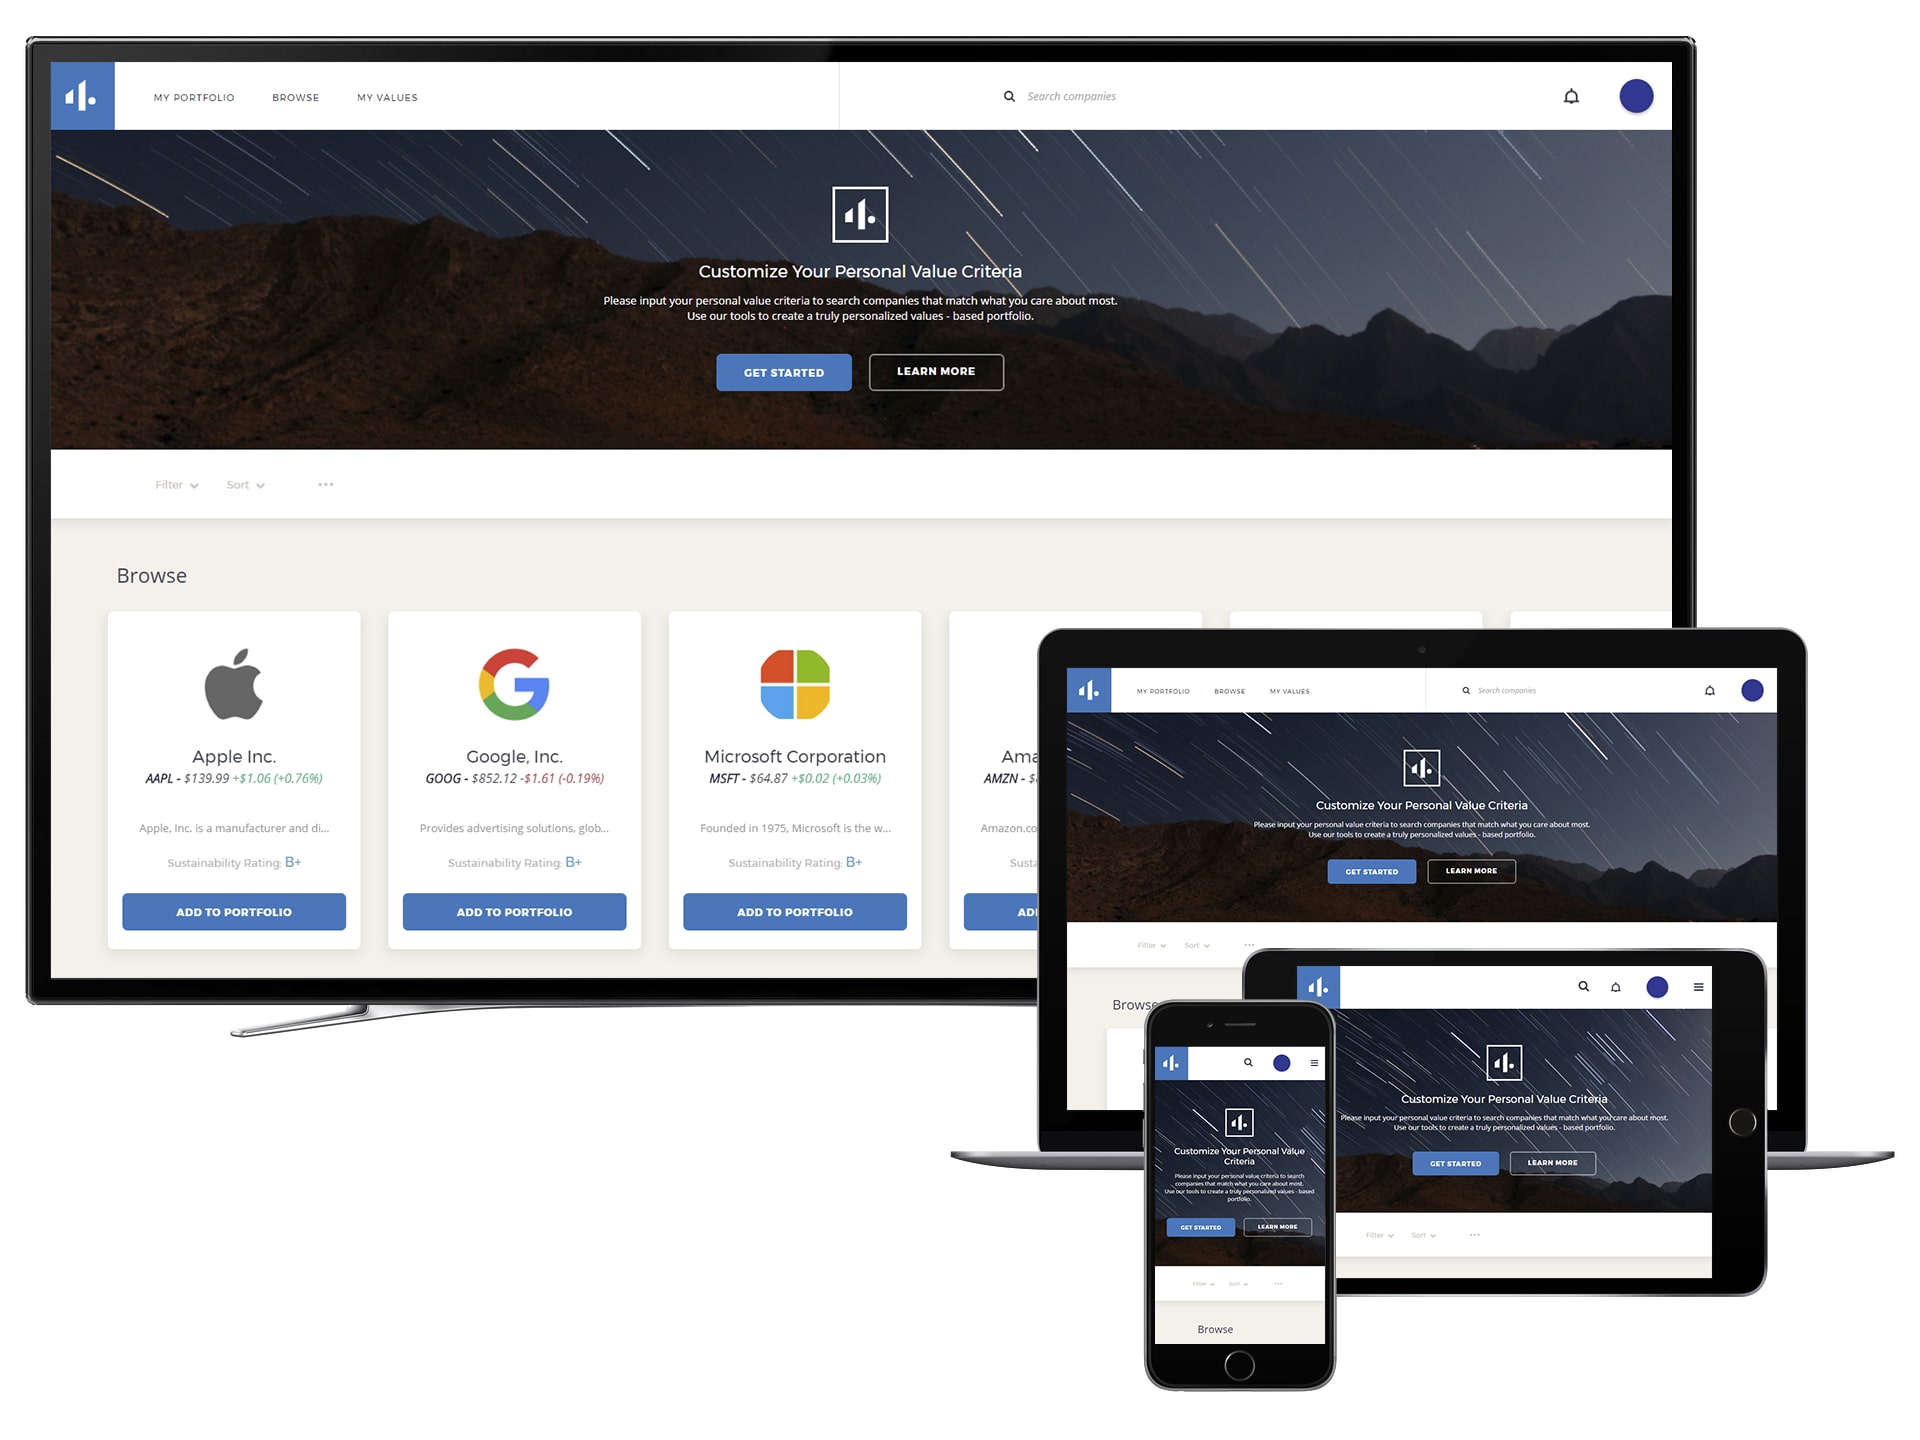 MY PORTFOLIO BROWSE MY VALUES Search companies
Customize Your Personal Value Criteria
Please input your personal value criteria to search companies that match what you care about most.
Use our tools to create a truly personalized values - based portfolio.
GET STARTED LEARN MORE
Filter Sort
Browse
Apple Inc.
AAPL - $139.99 +$1.06 (+0.76%)
Apple, Inc. is a manufacturer and di...
Sustainability Rating: B+
ADD TO PORTFOLIO
Google, Inc.
GOOG - $852.12 -$1.61 (-0.19%)
Provides advertising solutions, glob...
Sustainability Rating: B+
ADD TO PORTFOLIO
Microsoft Corporation
MSFT - $64.87 +$0.02 (+0.03%)
Founded in 1975, Microsoft is the w...
Sustainability Rating: B+
ADD TO PORTFOLIO
Ama
AMZN - $
Amazon.co
Susta
AD
MY PORTFOLIO BROWSE MY VALUES Search companies
Customize Your Personal Value Criteria
Please input your personal value criteria to search companies that match what you care about most.
Use our tools to create a truly personalized values - based portfolio.
GET STARTED LEARN MORE
Filter Sort
Browse
Customize Your Personal Value Criteria
Please input your personal value criteria to search companies that match what you care about most.
Use our tools to create a truly personalized values - based portfolio.
GET STARTED LEARN MORE
Filter Sort
Customize Your Personal Value
Criteria
Please input your personal value criteria to search
companies that match what you care about most.
Use our tools to create a truly personalized values - based
portfolio.
GET STARTED LEARN MORE
Filter Sort
Browse